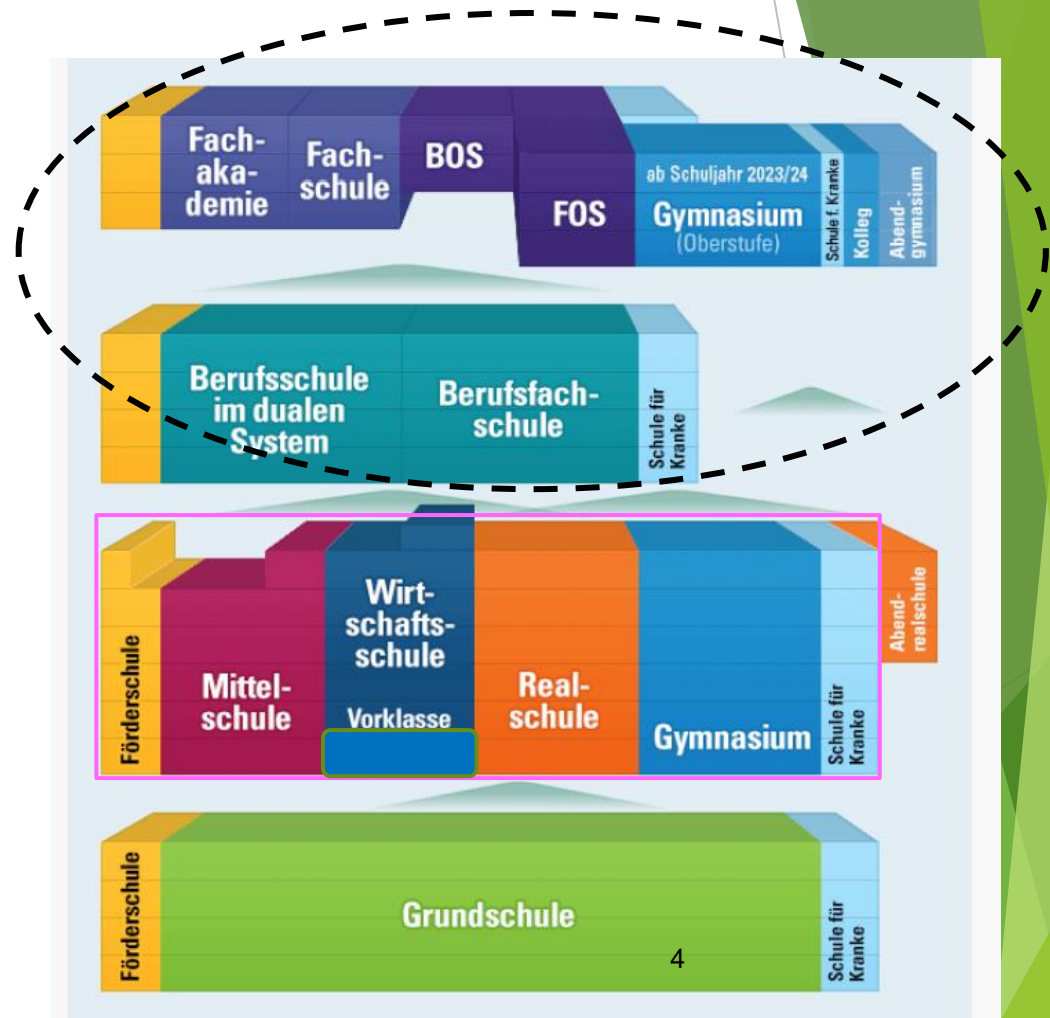 Fach-
aka-
demie
Fach-
schule
BOS
FOS
ab Schuljahr 2023/24
Gymnasium
(Oberstufe)
Schule f. Kranke
Kolleg
Abend-
gymnasium
Berufsschule
im dualen
System
Berufsfach-
schule
Schule für
Kranke
Förderschule
Mittel-
schule
Wirt-
schafts-
schule
Vorklasse
Real-
schule
Gymnasium
Schule für
Kranke
Abend-
realschule
Förderschule
Grundschule
4
Schule für
Kranke